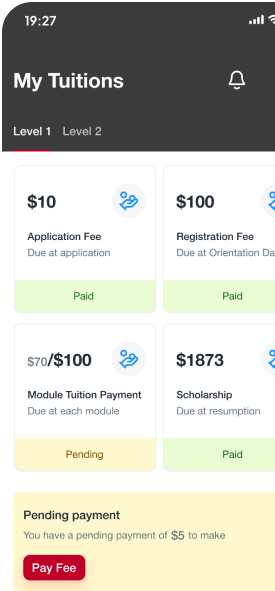 19:27
My Tuitions
Level 1 Level 2
$10
Application Fee
Due at application
Paid
$100
Registration Fee
Due at Orientation Da
Paid
$70/$100
Module Tuition Payment
Due at each module
Pending
$1873
Scholarship
Due at resumption
Paid
Pending payment
You have a pending payment of $5 to make
Pay Fee